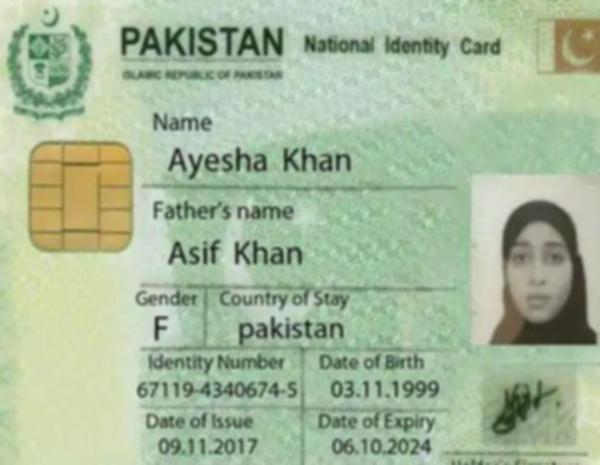 PAKISTAN National Identity Card
ISLAMIC REPUBLIC OF PAKISTAN
Name
Ayesha Khan
Father's name
Asif Khan
Gender Country of Stay
F pakistan
Identity Number Date of Birth
67119-4340674-5 03.11.1999
Date of Issue Date of Expiry
09.11.2017 06.10.2024
Holder's Signature